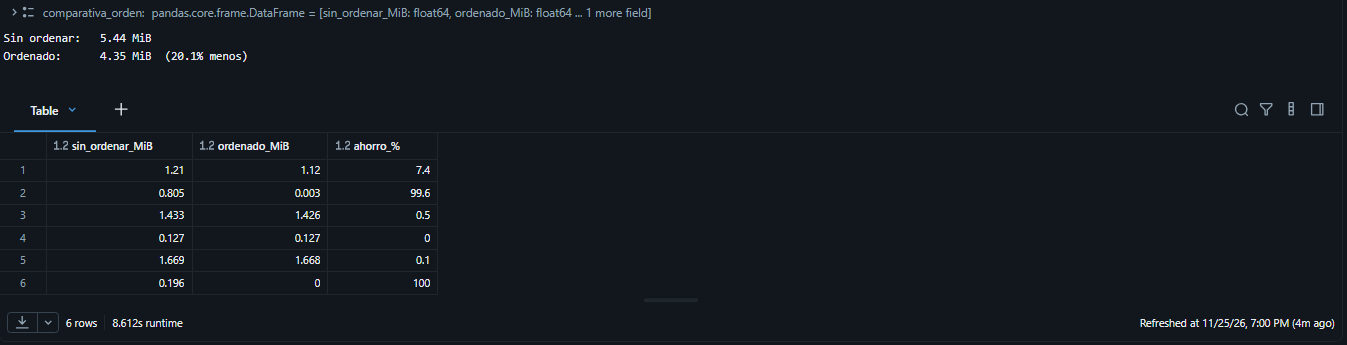 comparativa_orden: pandas.core.frame.DataFrame = [sin_ordenar_MiB: float64, ordenado_MiB: float64 ... 1 more field]
Sin ordenar: 5.44 MiB
Ordenado: 4.35 MiB (20.1% menos)
Table
1.2 sin_ordenar_MiB 1.2 ordenado_MiB 1.2 ahorro_%
1 1.21 1.12 7.4
2 0.805 0.003 99.6
3 1.433 1.426 0.5
4 0.127 0.127 0
5 1.669 1.668 0.1
6 0.196 0 100
6 rows 8.612s runtime Refreshed at 11/25/26, 7:00 PM (4m ago)